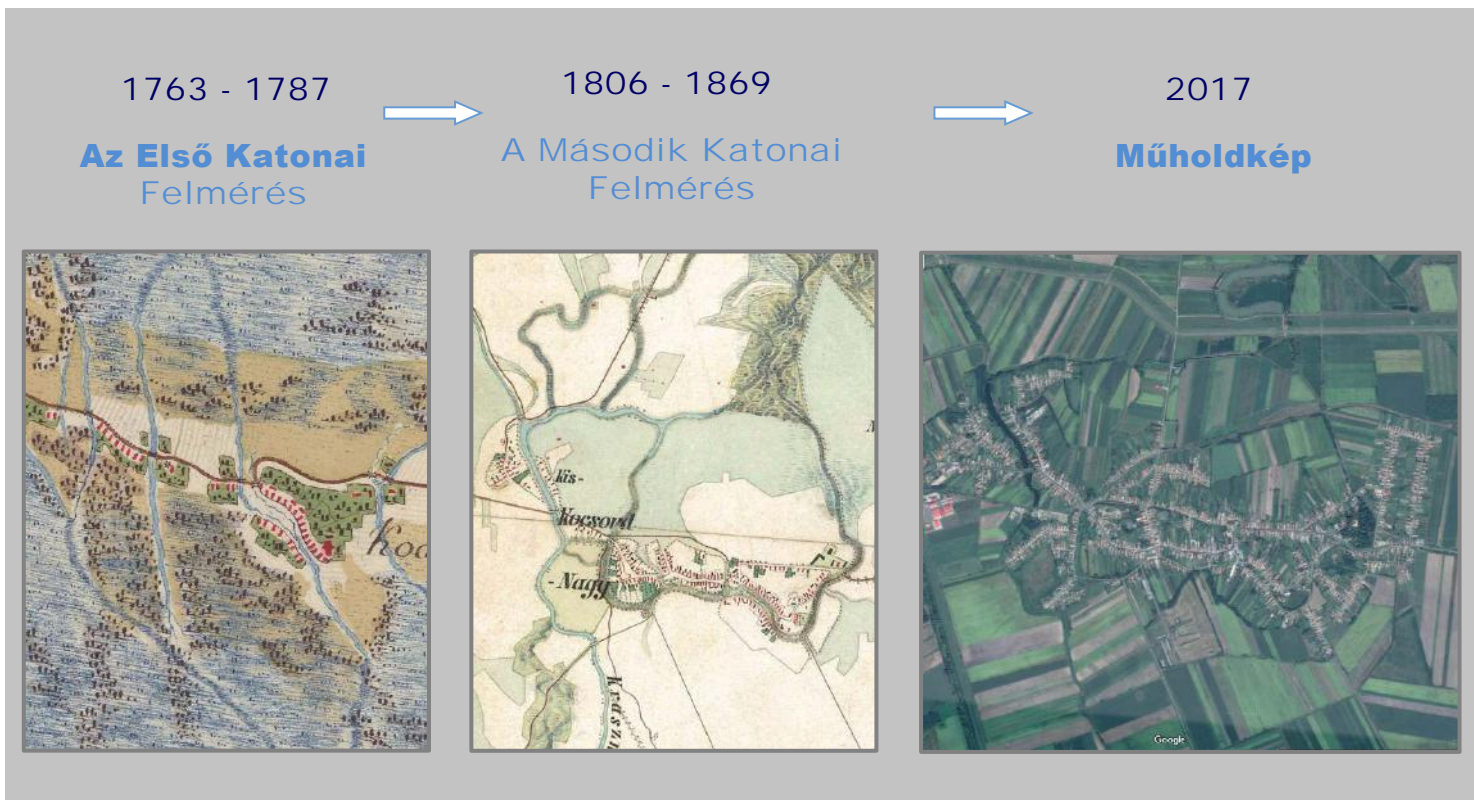 1763 - 1787
Az Első Katonai
Felmérés
1806 - 1869
A Második Katonai
Felmérés
2017
Műholdkép
Kis-
Kocsord
-Nagy
Google